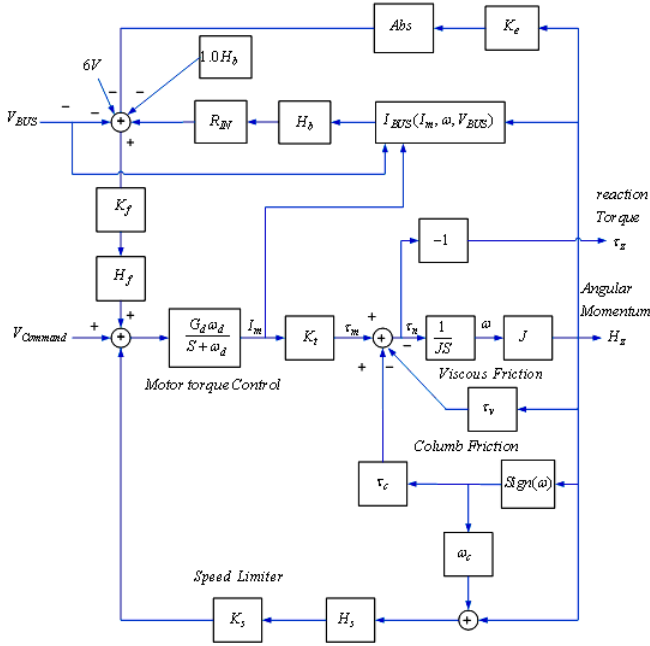 Abs
K_e
6V
1.0H_b
− −
V_BUS − −
+
R_IN
H_b
I_BUS(I_m, ω, V_BUS)
+
K_f
reaction
Torque
−1
τ_z
H_f
Angular
Momentum
+
V_Command + +
G_d ω_d
S + ω_d
I_m
K_t
τ_m
+
+
τ_n
−
1
JS
ω
J
H_z
Motor torque Control
+ −
Viscous Friction
τ_v
Columb Friction
τ_c
Sign(ω)
ω_c
Speed Limiter
K_s
H_s
+